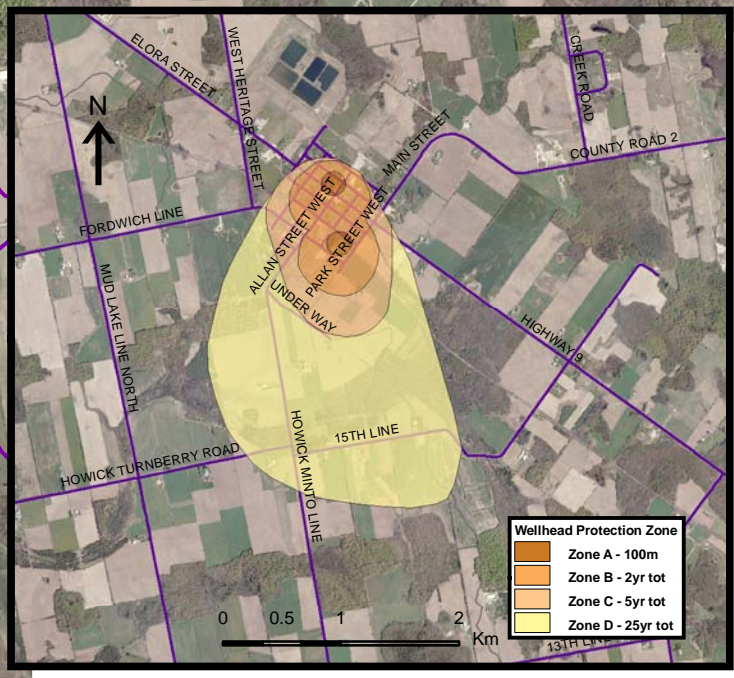 ELORA STREET
WEST HERITAGE STREET
CREEK ROAD
N
MAIN STREET
COUNTY ROAD 2
FORDWICH LINE
ALLAN STREET WEST
PARK STREET WEST
UNDER WAY
MUD LAKE LINE NORTH
HIGHWAY 9
15TH LINE
HOWICK MINTO LINE
HOWICK TURNBERRY ROAD
Wellhead Protection Zone
Zone A - 100m
Zone B - 2yr tot
Zone C - 5yr tot
Zone D - 25yr tot
0 0.5 1 2
Km
13TH LINE